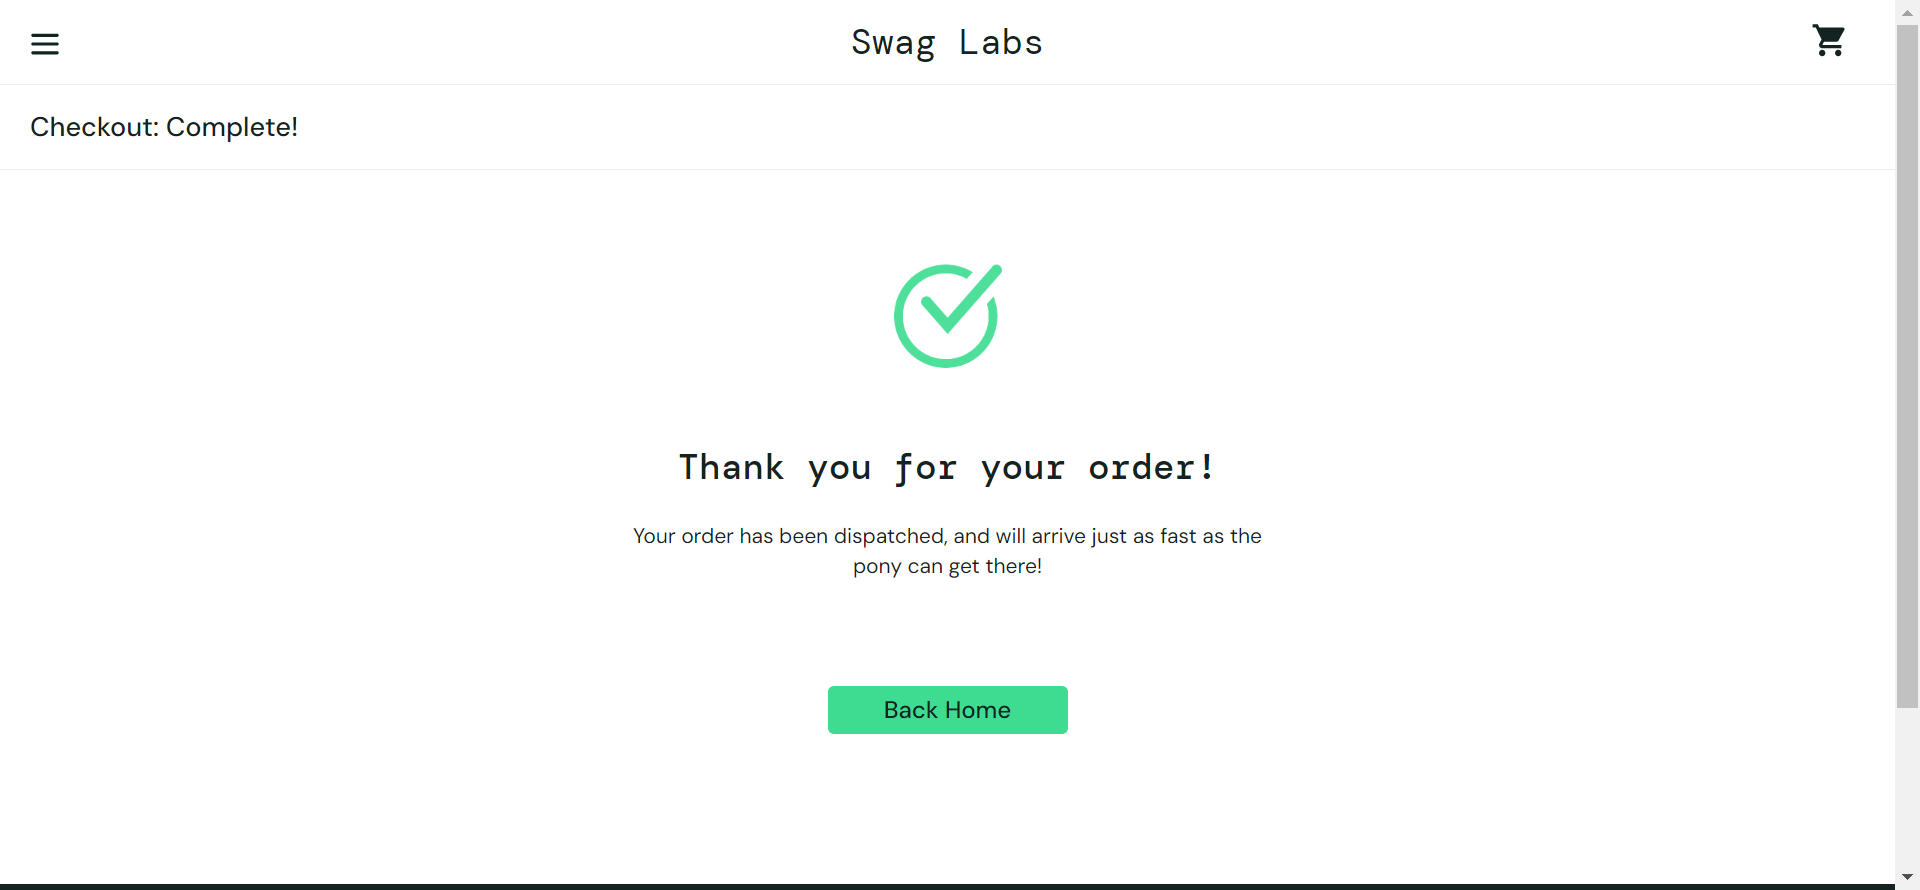 Swag Labs
Checkout: Complete!
Thank you for your order!
Your order has been dispatched, and will arrive just as fast as the
pony can get there!
Back Home